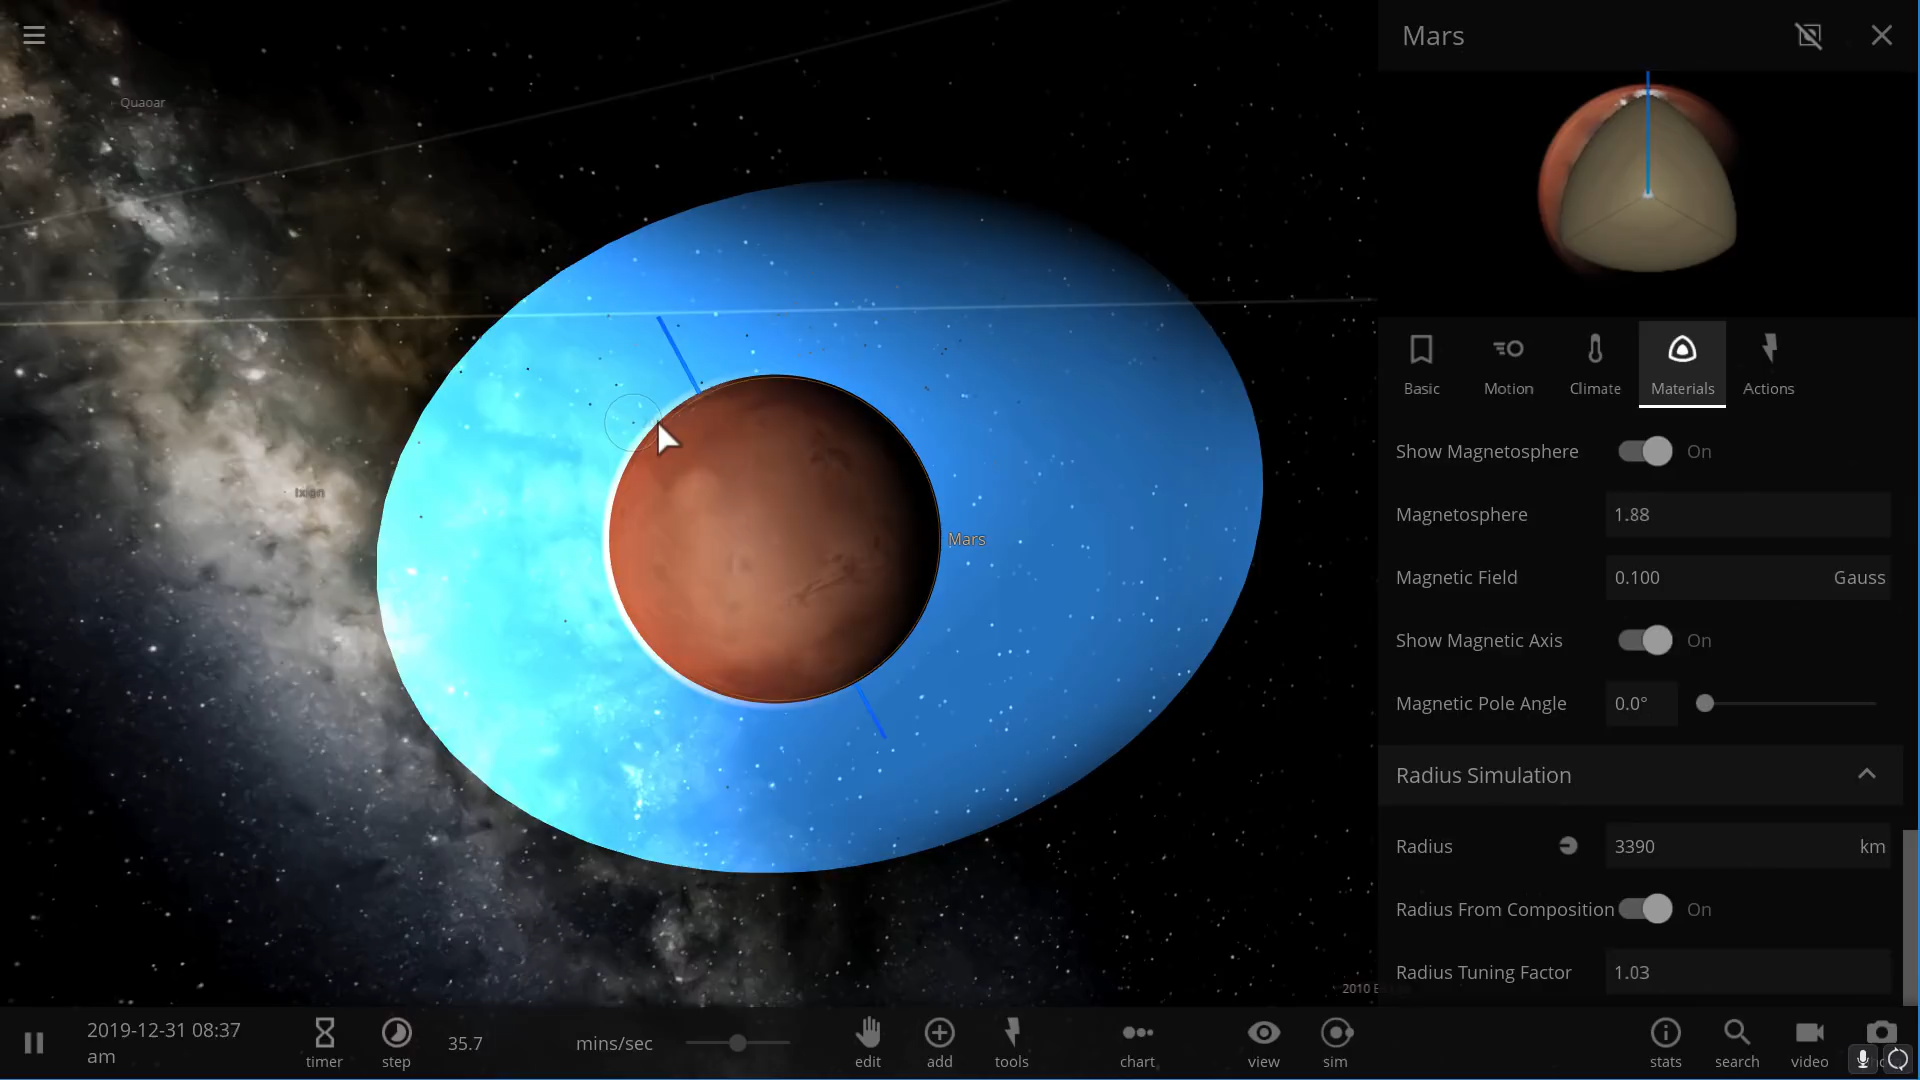 Mars
Quaoar
Ixion
Mars
Basic
Motion
Climate
Materials
Actions
Show Magnetosphere
On
Magnetosphere
1.88
Magnetic Field
0.100
Gauss
Show Magnetic Axis
On
Magnetic Pole Angle
0.0°
Radius Simulation
Radius
3390
km
Radius From Composition
On
Radius Tuning Factor
1.03
2010
2019-12-31 08:37
am
timer
step
35.7
mins/sec
edit
add
tools
chart
view
sim
stats
search
video